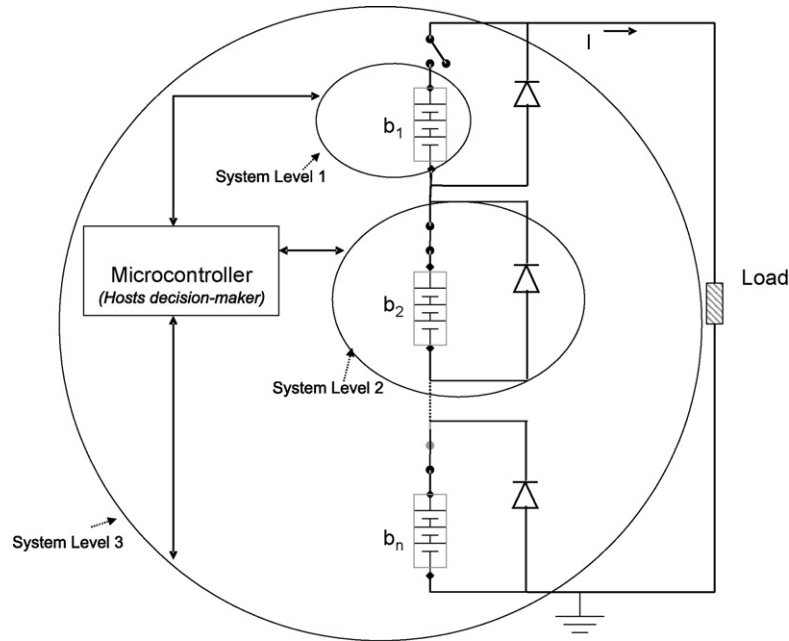 I
b1
System Level 1
Microcontroller
(Hosts decision-maker)
Load
b2
System Level 2
bn
System Level 3